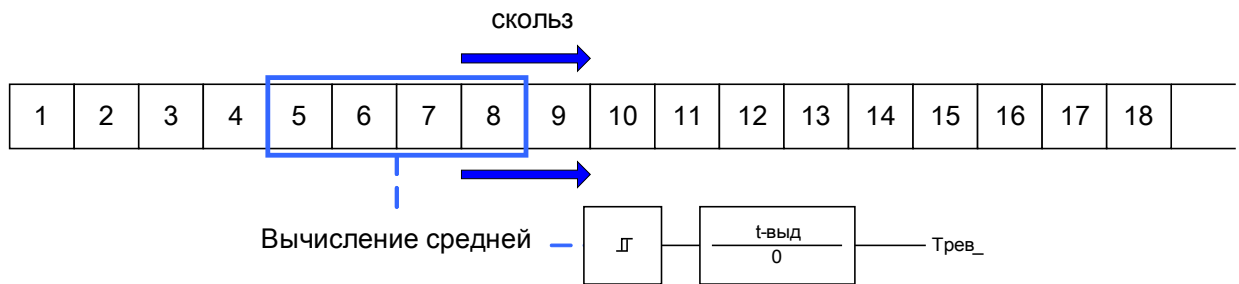 скольз
1 2 3 4 5 6 7 8 9 10 11 12 13 14 15 16 17 18
Вычисление средней
t-выд
0
Трев_